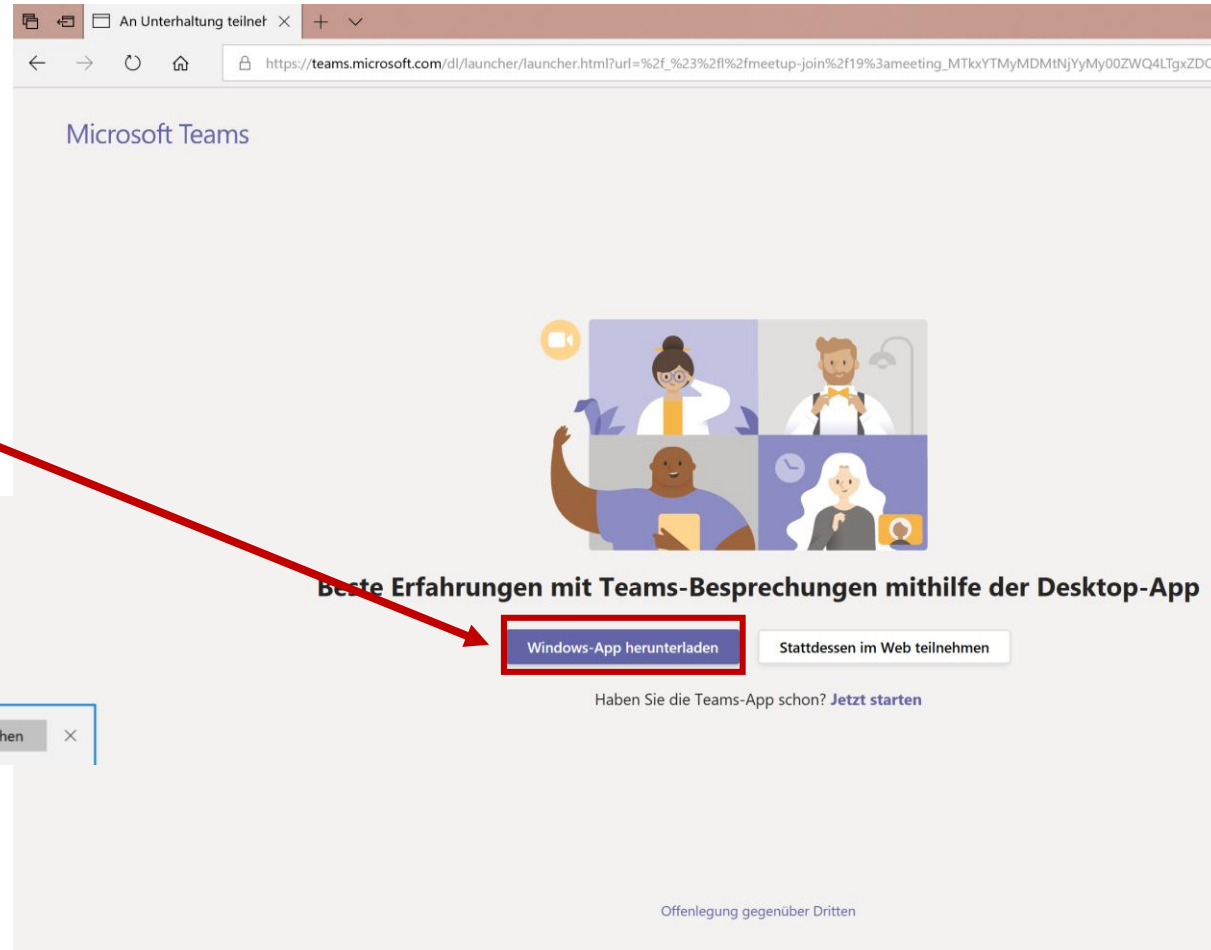 An Unterhaltung teilneh
https://teams.microsoft.com/dl/launcher/launcher.html?url=%2f_%23%2fl%2fmeetup-join%2f19%3ameeting_MTkxYTMyMDMtNjYyMy00ZWQ4LTgxZDC
Microsoft Teams
Beste Erfahrungen mit Teams-Besprechungen mithilfe der Desktop-App
Windows-App herunterladen
Stattdessen im Web teilnehmen
Haben Sie die Teams-App schon? Jetzt starten
hen
Offenlegung gegenüber Dritten